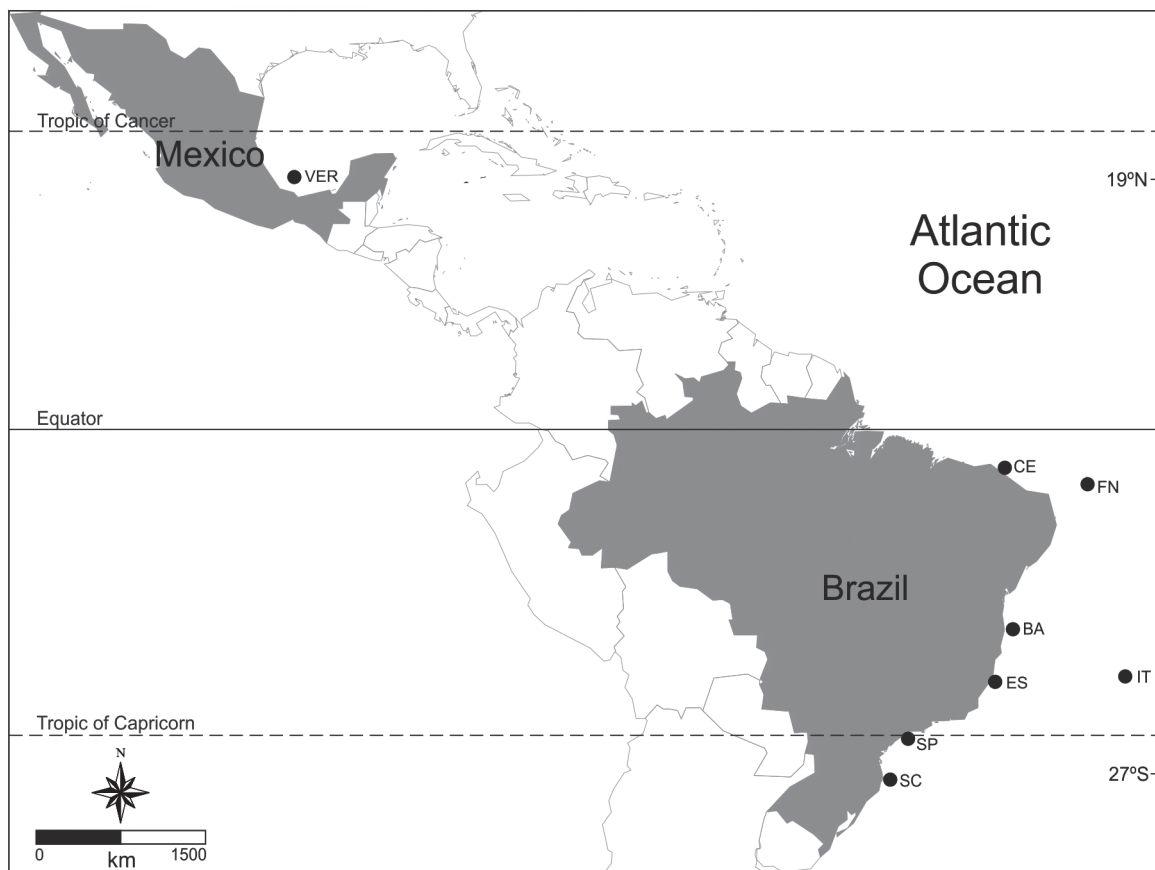 Tropic of Cancer
Mexico
VER
19ºN
Atlantic
Ocean
Equator
CE
FN
Brazil
BA
IT
ES
Tropic of Capricorn
SP
N
27ºS
SC
0
1500
km